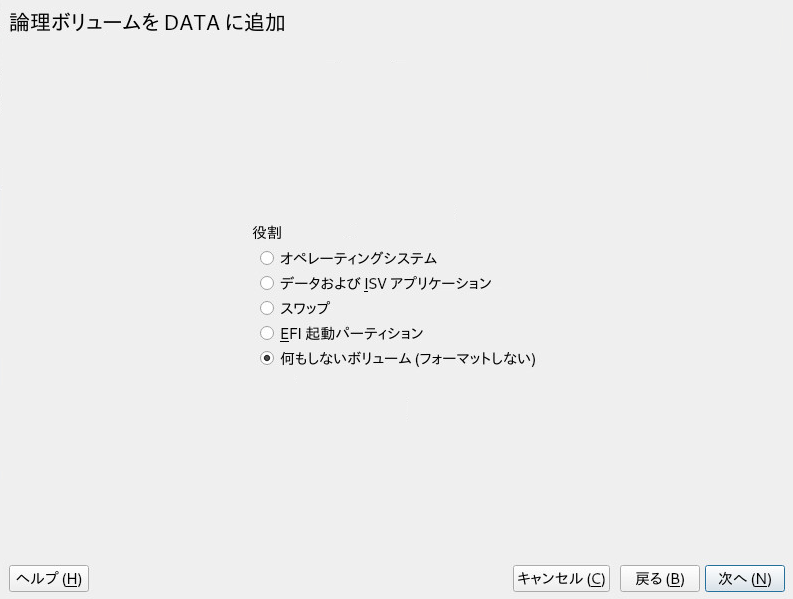 論理ボリュームを DATA に追加
役割
オペレーティングシステム
データおよび ISV アプリケーション
スワップ
EFI 起動パーティション
何もしないボリューム (フォーマットしない)
ヘルプ (H)
キャンセル (C)
戻る (B)
次へ (N)